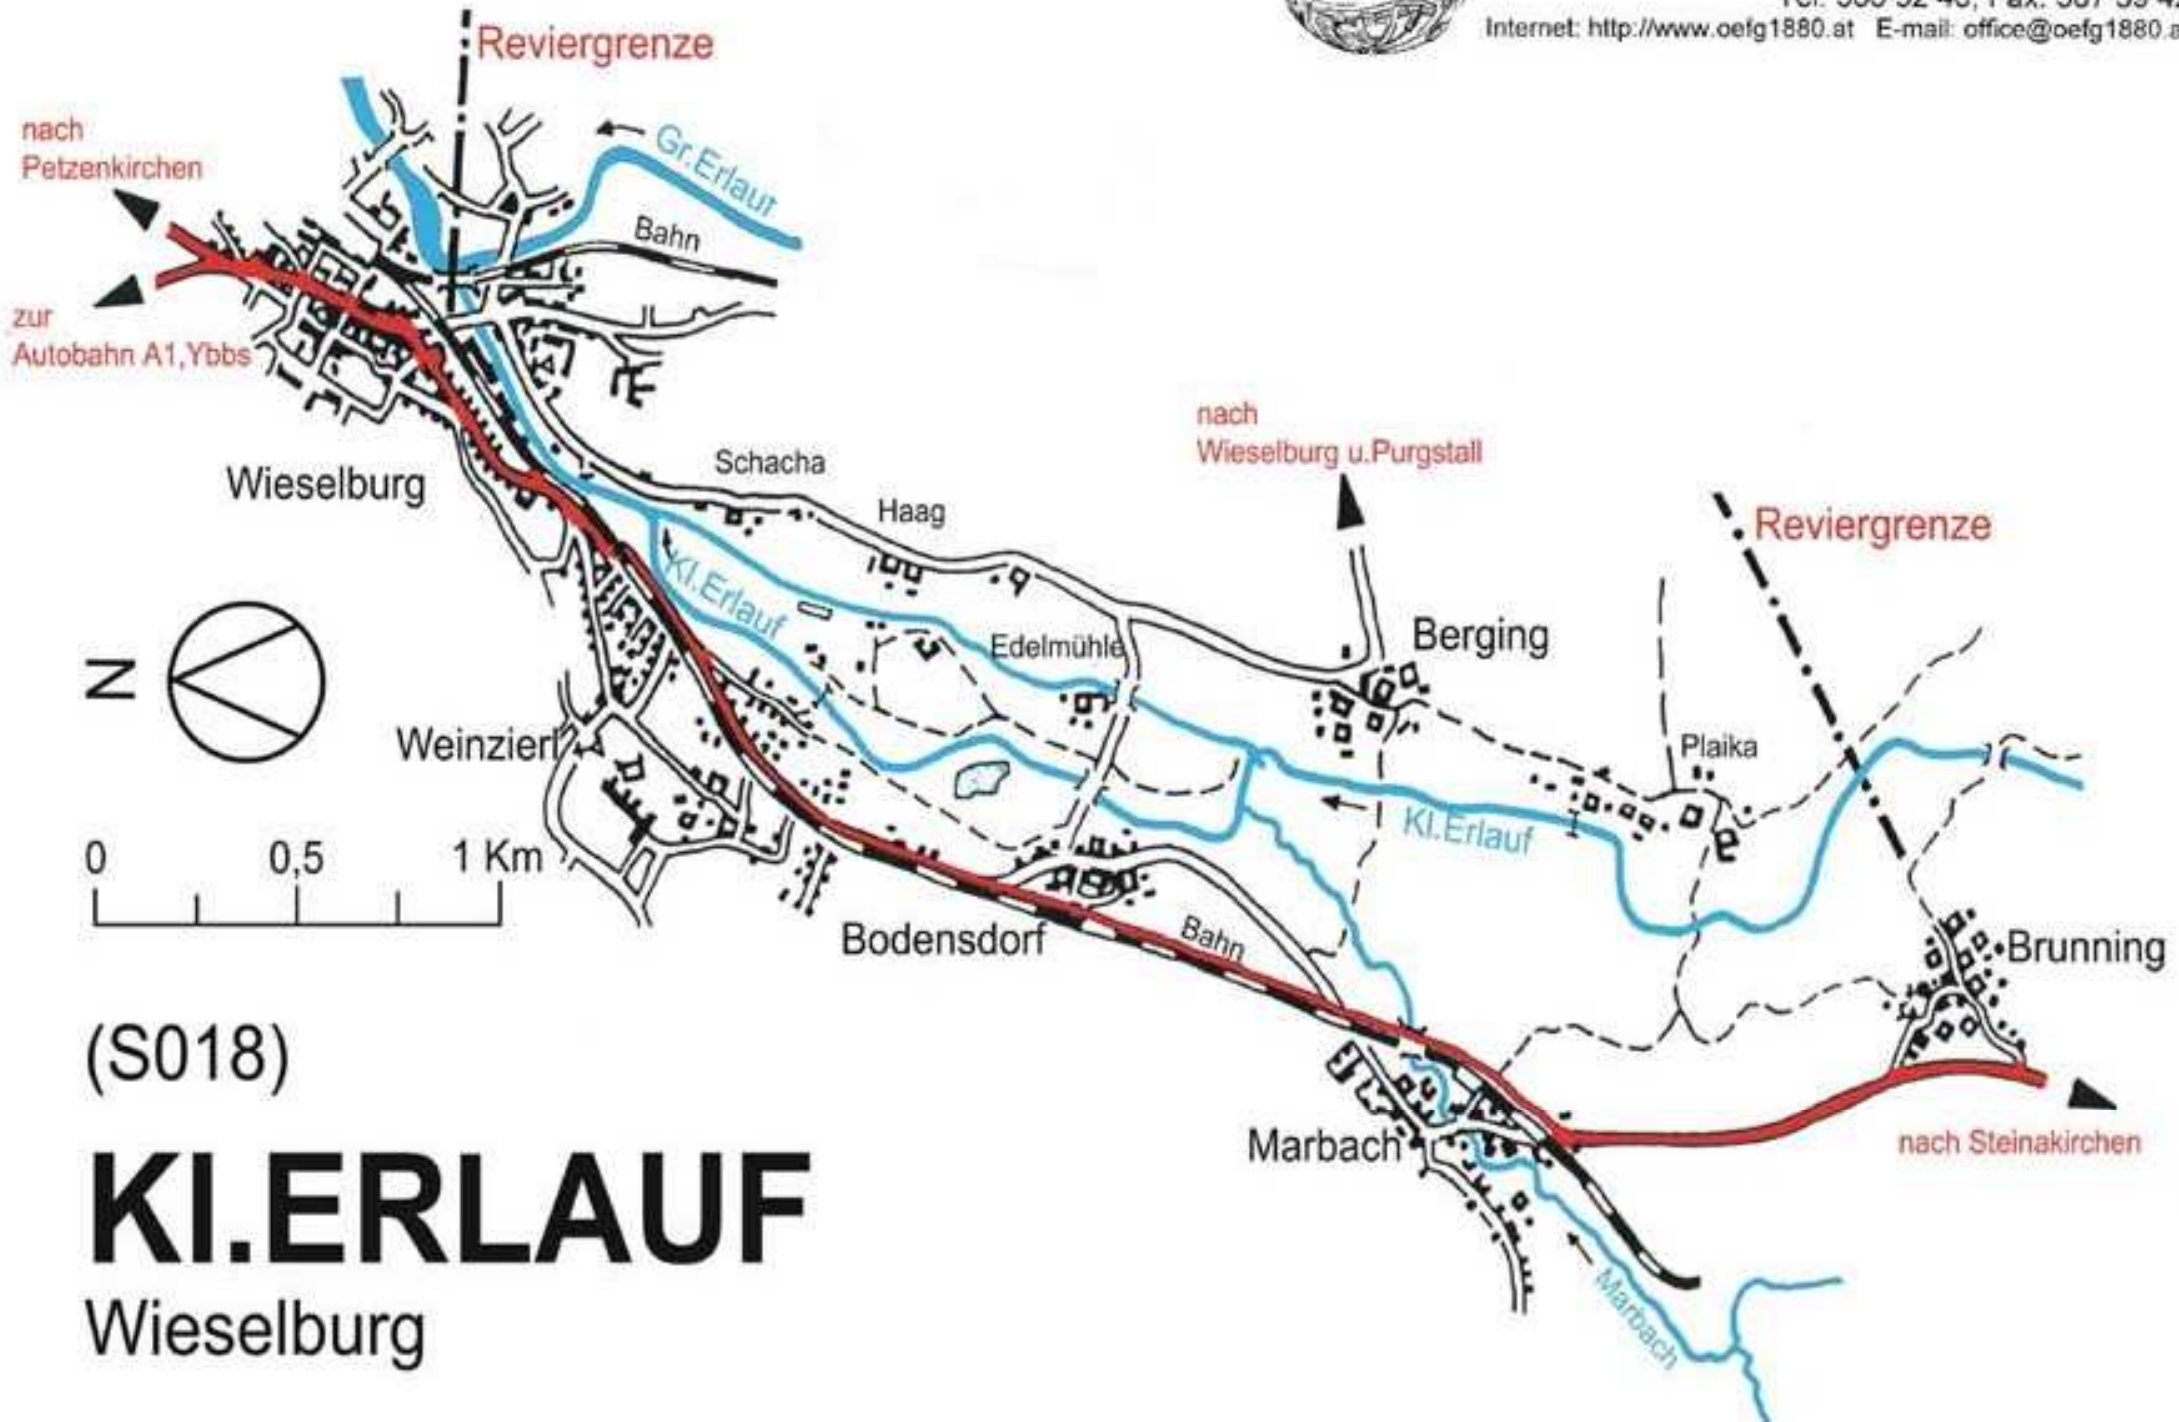 Internet: http://www.oefg1880.at E-mail: office@oefg1880.a
Reviergrenze
nach
Petzenkirchen
Gr.Erlauf
Bahn
zur
Autobahn A1,Ybbs
nach
Wieselburg u.Purgstall
Schacha
Wieselburg
Haag
Reviergrenze
Kl.Erlauf
Edelmühle
Berging
N
Weinzierl
Plaika
Kl.Erlauf
0 0,5 1 Km
Bodensdorf
Bahn
Brunning
(S018)
Marbach
nach Steinakirchen
Kl.ERLAUF
Wieselburg
Marbach